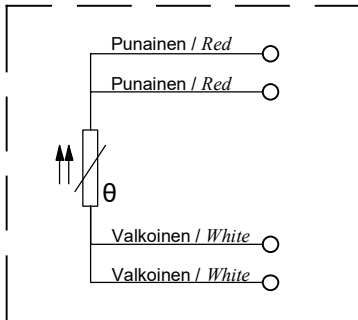 Punainen / Red
Punainen / Red
θ
Valkoinen / White
Valkoinen / White